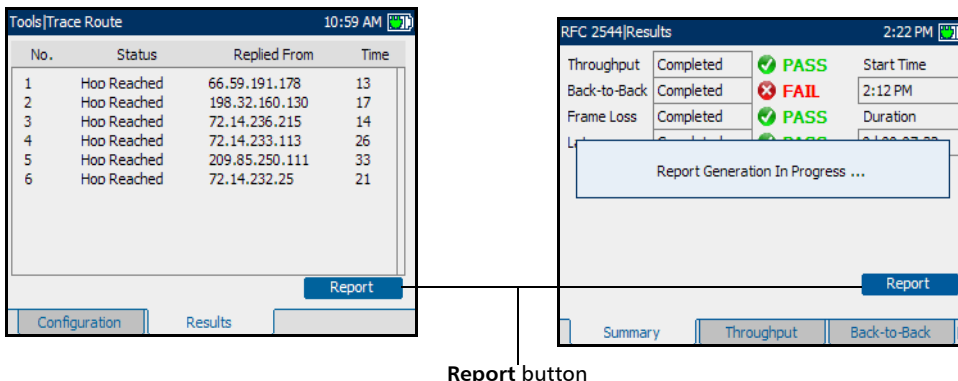 Tools|Trace Route 10:59 AM
No. Status Replied From Time
1 Hop Reached 66.59.191.178 13
2 Hop Reached 198.32.160.130 17
3 Hop Reached 72.14.236.215 14
4 Hop Reached 72.14.233.113 26
5 Hop Reached 209.85.250.111 33
6 Hop Reached 72.14.232.25 21
Report
Configuration Results
RFC 2544|Results 2:22 PM
Throughput Completed PASS Start Time
Back-to-Back Completed FAIL 2:12 PM
Frame Loss Completed PASS Duration
Report Generation In Progress ...
Report
Summary Throughput Back-to-Back
Report button